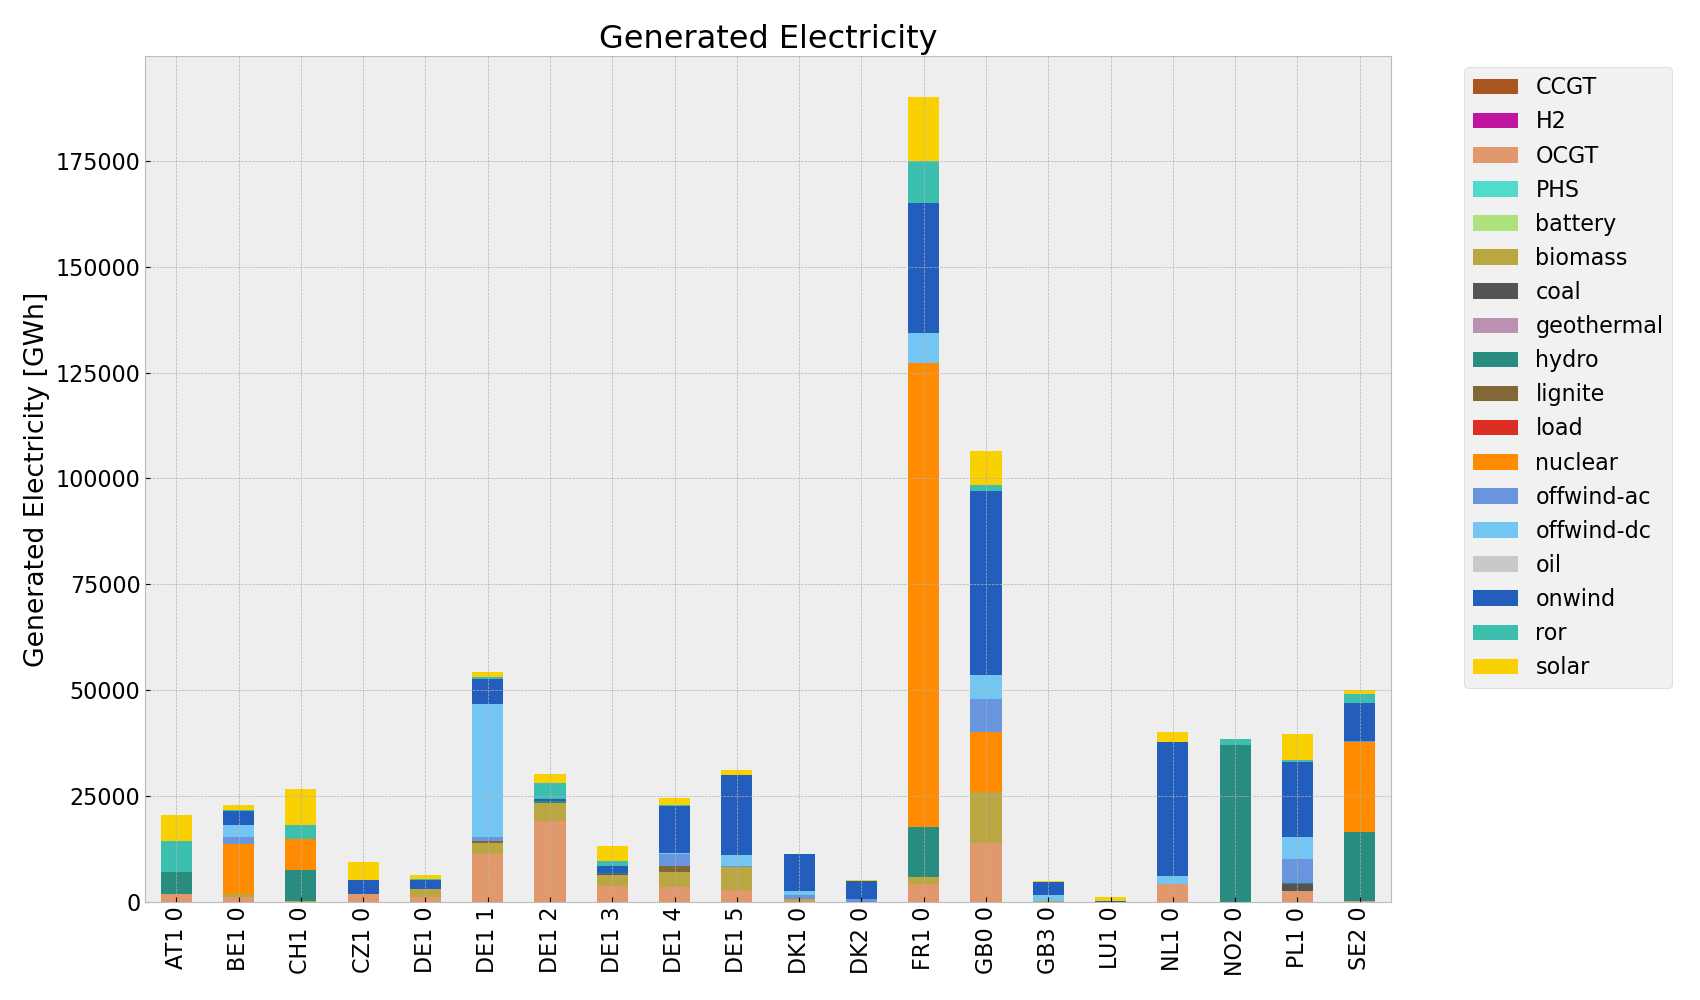 Generated Electricity
Generated Electricity [GWh]
175000
150000
125000
100000
75000
50000
25000
0
AT1 0
BE1 0
CH1 0
CZ1 0
DE1 0
DE1 1
DE1 2
DE1 3
DE1 4
DE1 5
DK1 0
DK2 0
FR1 0
GB0 0
GB3 0
LU1 0
NL1 0
NO2 0
PL1 0
SE2 0
CCGT
H2
OCGT
PHS
battery
biomass
coal
geothermal
hydro
lignite
load
nuclear
offwind-ac
offwind-dc
oil
onwind
ror
solar